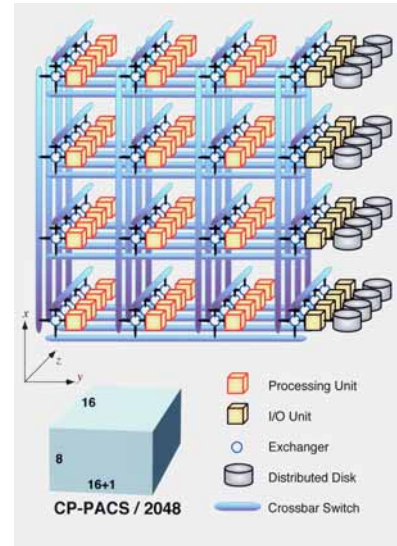 x
z
y
16
8
16+1
CP-PACS / 2048
Processing Unit
I/O Unit
Exchanger
Distributed Disk
Crossbar Switch